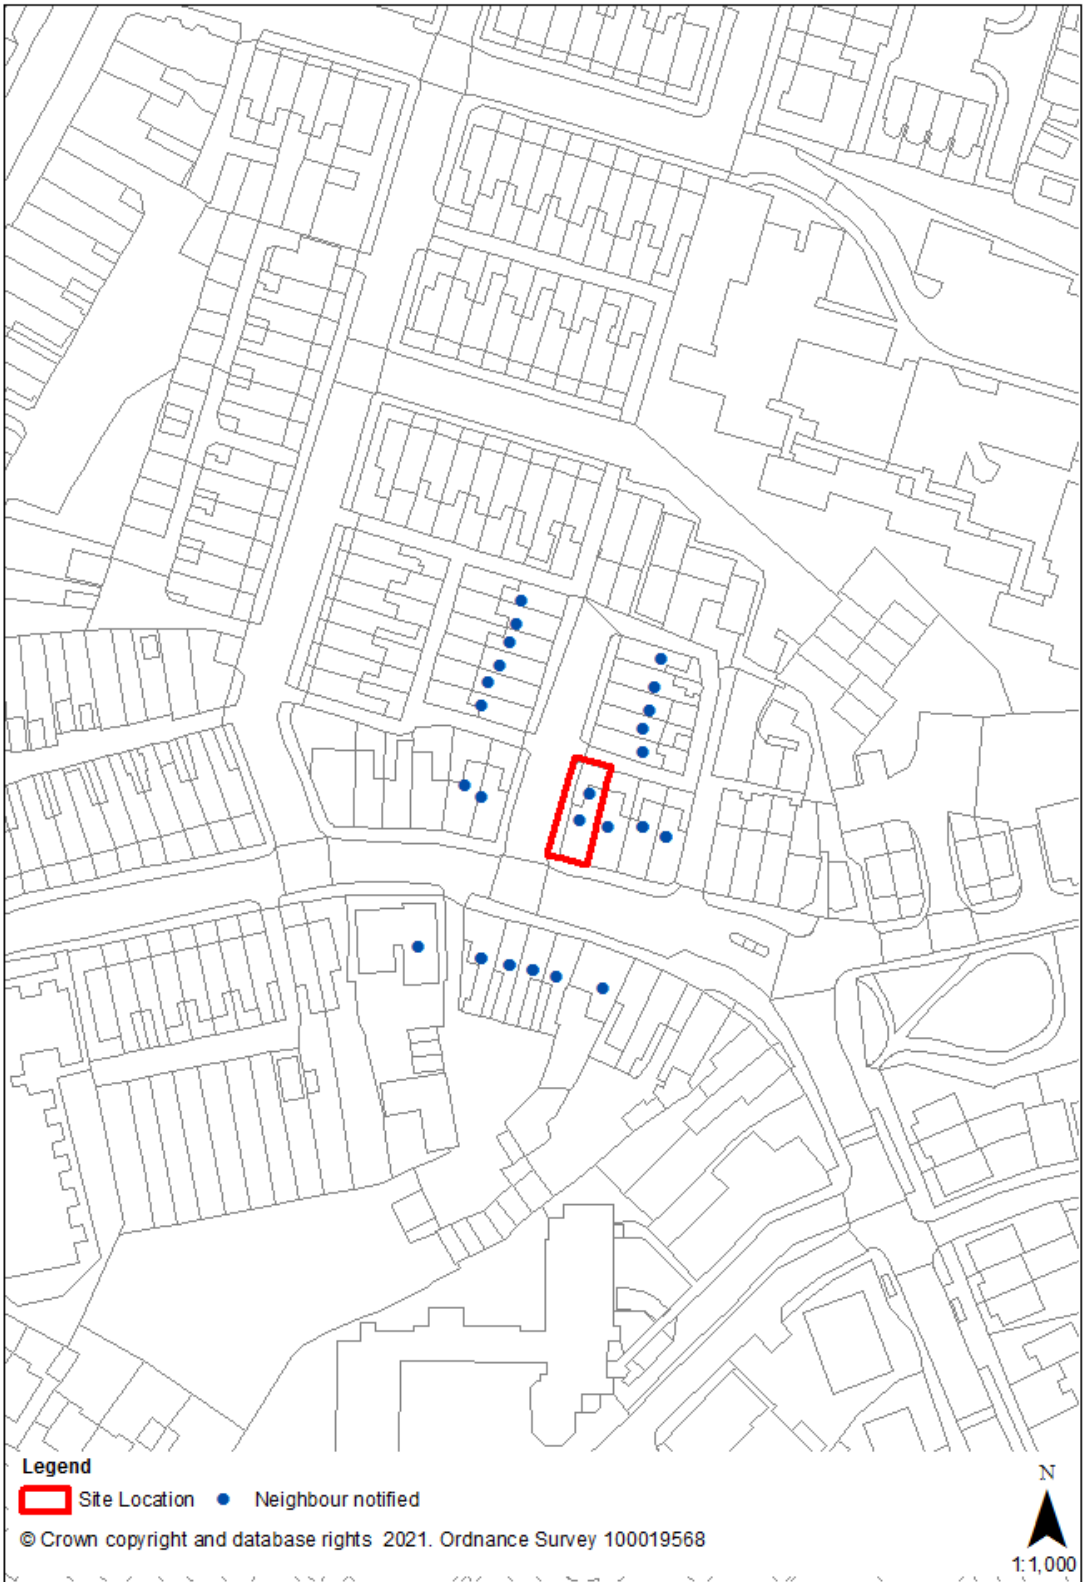 Legend
Site Location
Neighbour notified
© Crown copyright and database rights 2021. Ordnance Survey 100019568
N
1:1,000